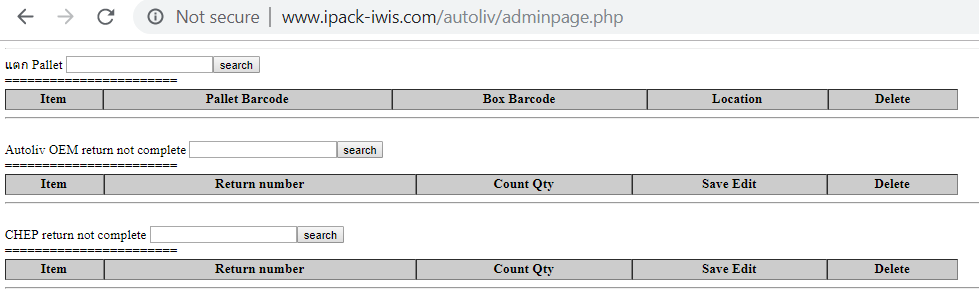 Not secure | www.ipack-iwis.com/autoliv/adminpage.php
แตก Pallet search
=======================
Item Pallet Barcode Box Barcode Location Delete
Autoliv OEM return not complete search
=======================
Item Return number Count Qty Save Edit Delete
CHEP return not complete search
=======================
Item Return number Count Qty Save Edit Delete